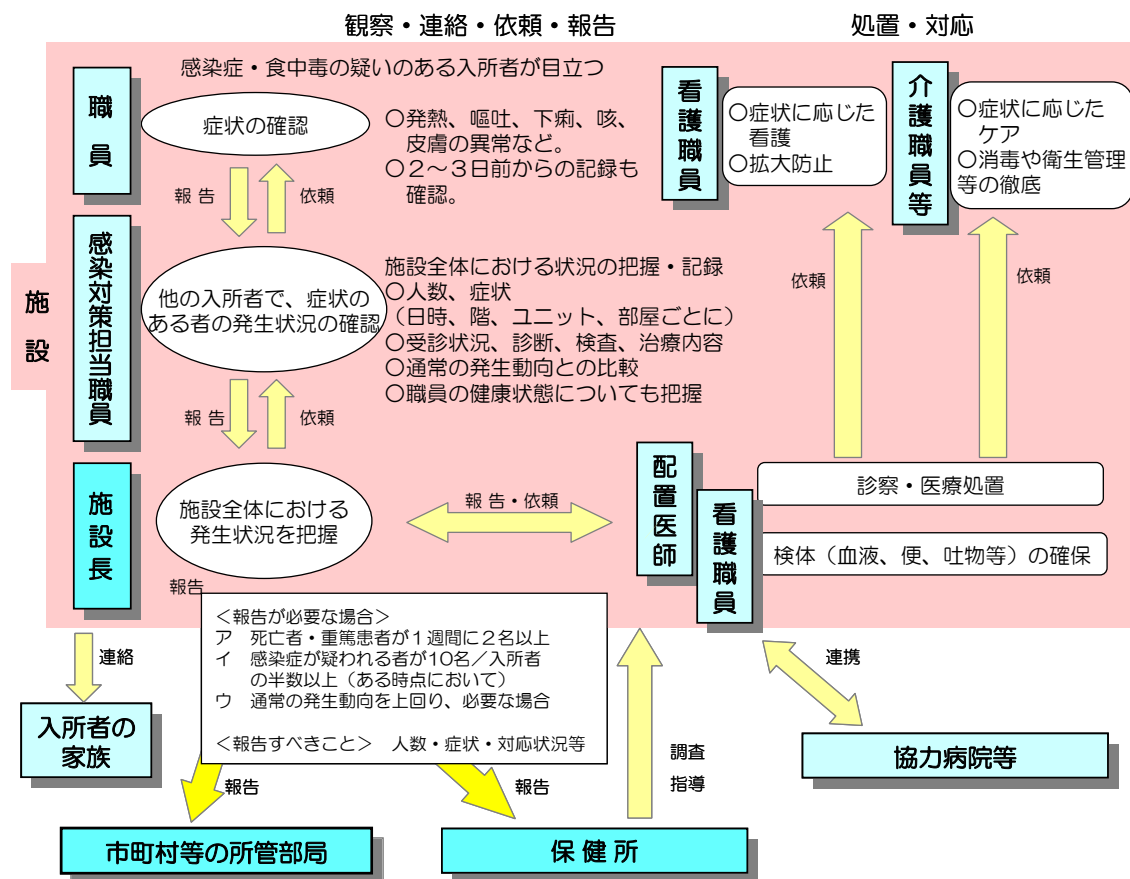 観察・連絡・依頼・報告
処置・対応
感染症・食中毒の疑いのある入所者が目立つ
職員
症状の確認
○発熱、嘔吐、下痢、咳、
皮膚の異常など。
○２～３日前からの記録も
確認。
看護職員
○症状に応じた
看護
○拡大防止
介護職員等
○症状に応じた
ケア
○消毒や衛生管理
等の徹底
報告
依頼
施設
感染対策担当職員
他の入所者で、症状の
ある者の発生状況の確認
施設全体における状況の把握・記録
○人数、症状
（日時、階、ユニット、部屋ごとに）
○受診状況、診断、検査、治療内容
○通常の発生動向との比較
○職員の健康状態についても把握
依頼
依頼
報告
依頼
施設長
施設全体における
発生状況を把握
報告・依頼
配置医師
看護職員
診察・医療処置
検体（血液、便、吐物等）の確保
報告
＜報告が必要な場合＞
ア　死亡者・重篤患者が１週間に２名以上
イ　感染症が疑われる者が10名／入所者
の半数以上（ある時点において）
ウ　通常の発生動向を上回り、必要な場合
＜報告すべきこと＞　人数・症状・対応状況等
連絡
連携
入所者の
家族
調査
指導
協力病院等
報告
報告
市町村等の所管部局
保健所